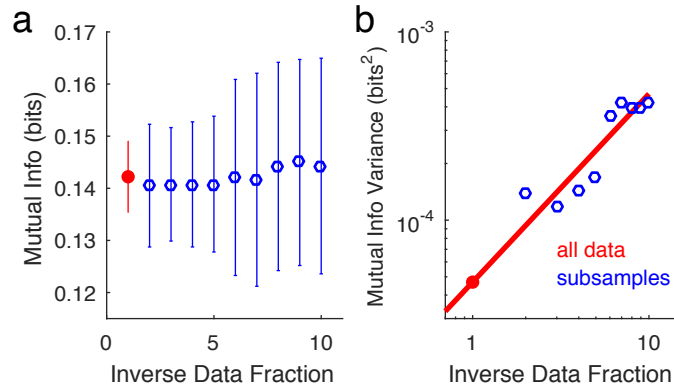 a
0.17
0.16
0.15
0.14
0.13
0.12
Mutual Info (bits)
0
5
10
Inverse Data Fraction
b
10⁻³
10⁻⁴
Mutual Info Variance (bits²)
all data
subsamples
1
10
Inverse Data Fraction